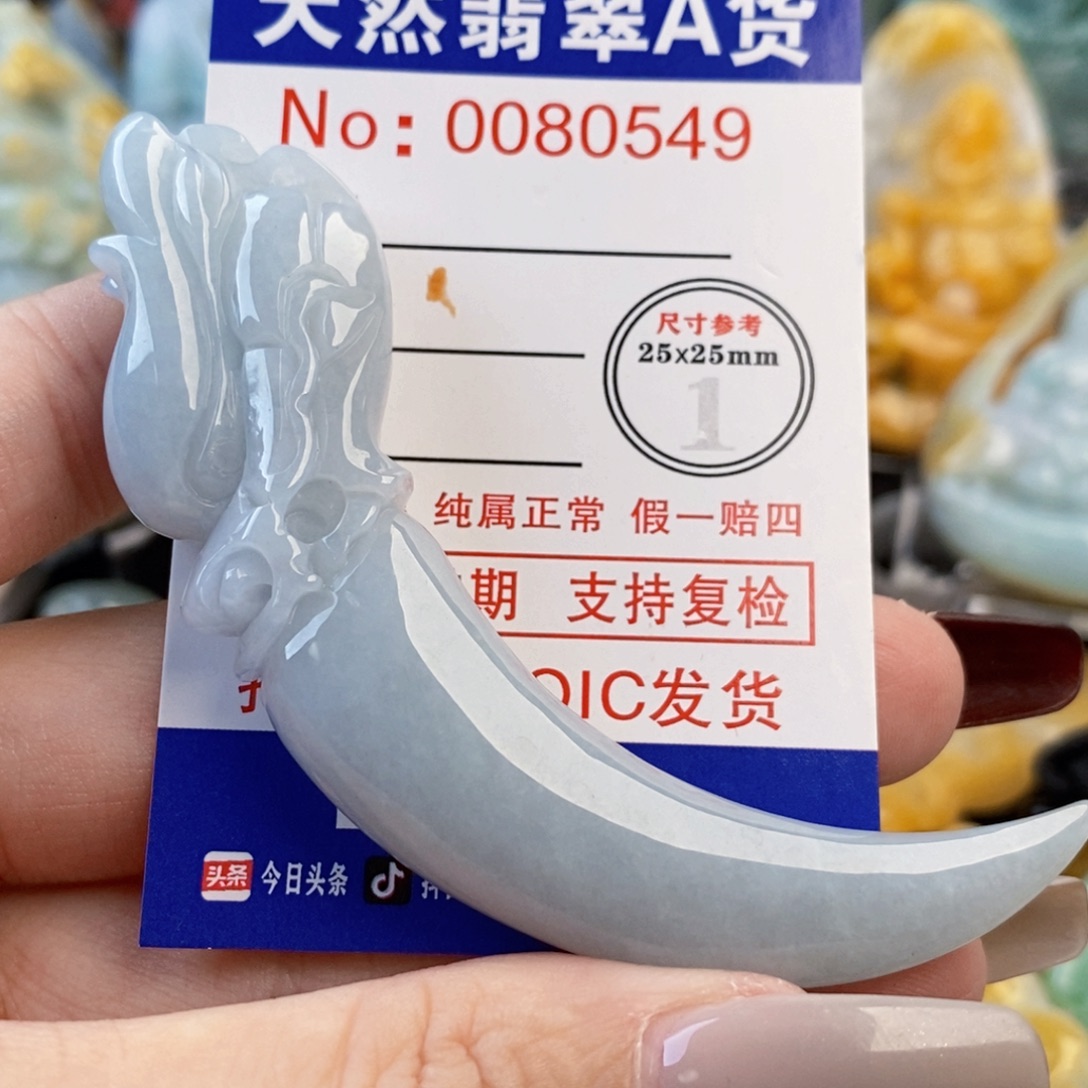 天然翡翠A货
No: 0080549
尺寸参考
25x25mm
1
纯属正常 假一赔四
期 支持复检
QIC发货
今日头条
头条